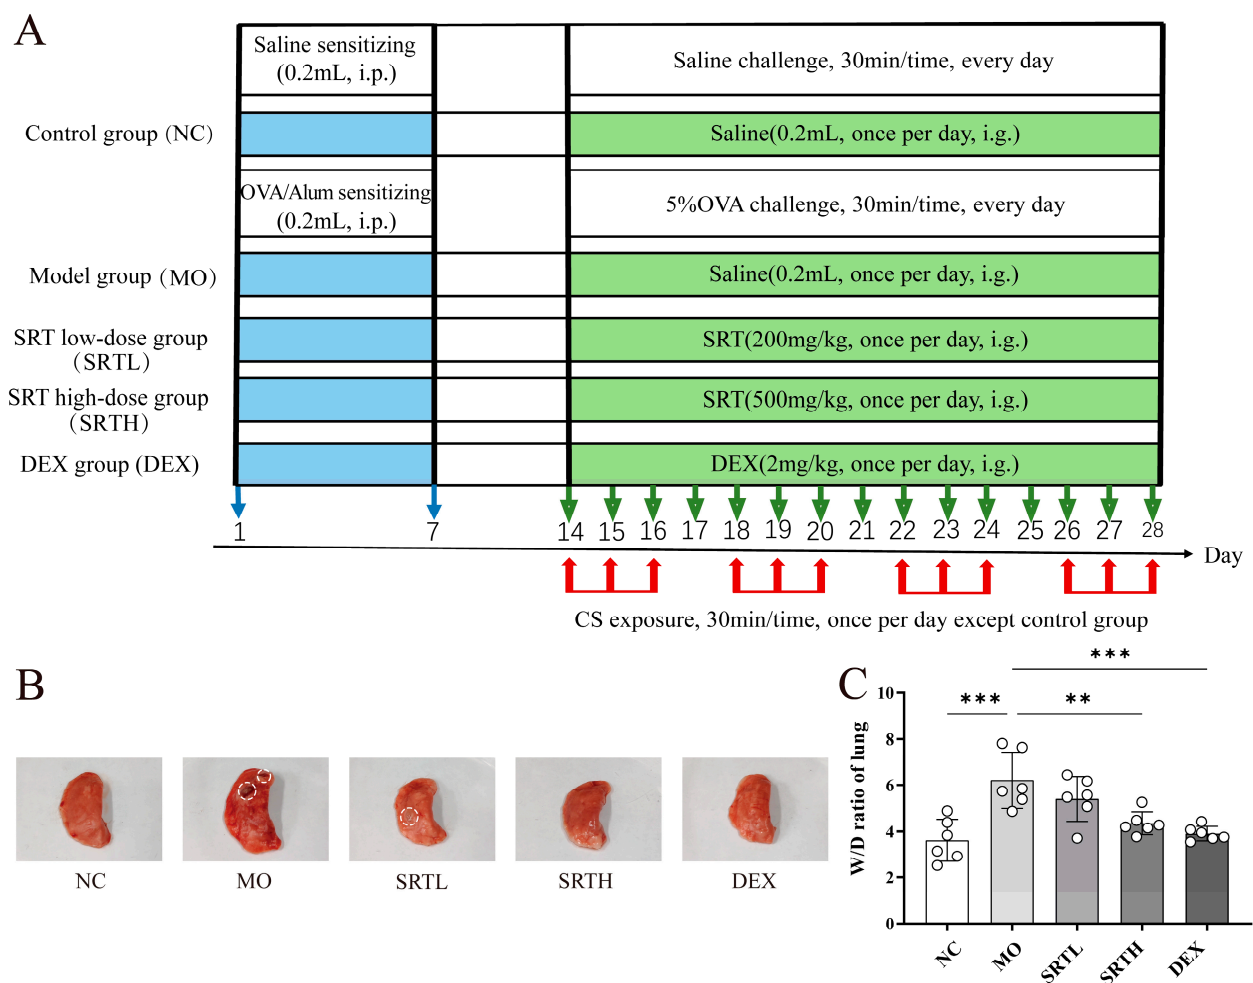 A
Saline sensitizing
(0.2mL, i.p.)
Saline challenge, 30min/time, every day
Control group (NC)
Saline(0.2mL, once per day, i.g.)
OVA/Alum sensitizing
(0.2mL, i.p.)
5%OVA challenge, 30min/time, every day
Model group (MO)
Saline(0.2mL, once per day, i.g.)
SRT low-dose group
(SRTL)
SRT(200mg/kg, once per day, i.g.)
SRT high-dose group
(SRTH)
SRT(500mg/kg, once per day, i.g.)
DEX group (DEX)
DEX(2mg/kg, once per day, i.g.)
1 7 14 15 16 17 18 19 20 21 22 23 24 25 26 27 28
Day
CS exposure, 30min/time, once per day except control group
B
NC MO SRTL SRTH DEX
C
***
*** **
W/D ratio of lung
10
8
6
4
2
0
NC MO SRTL SRTH DEX